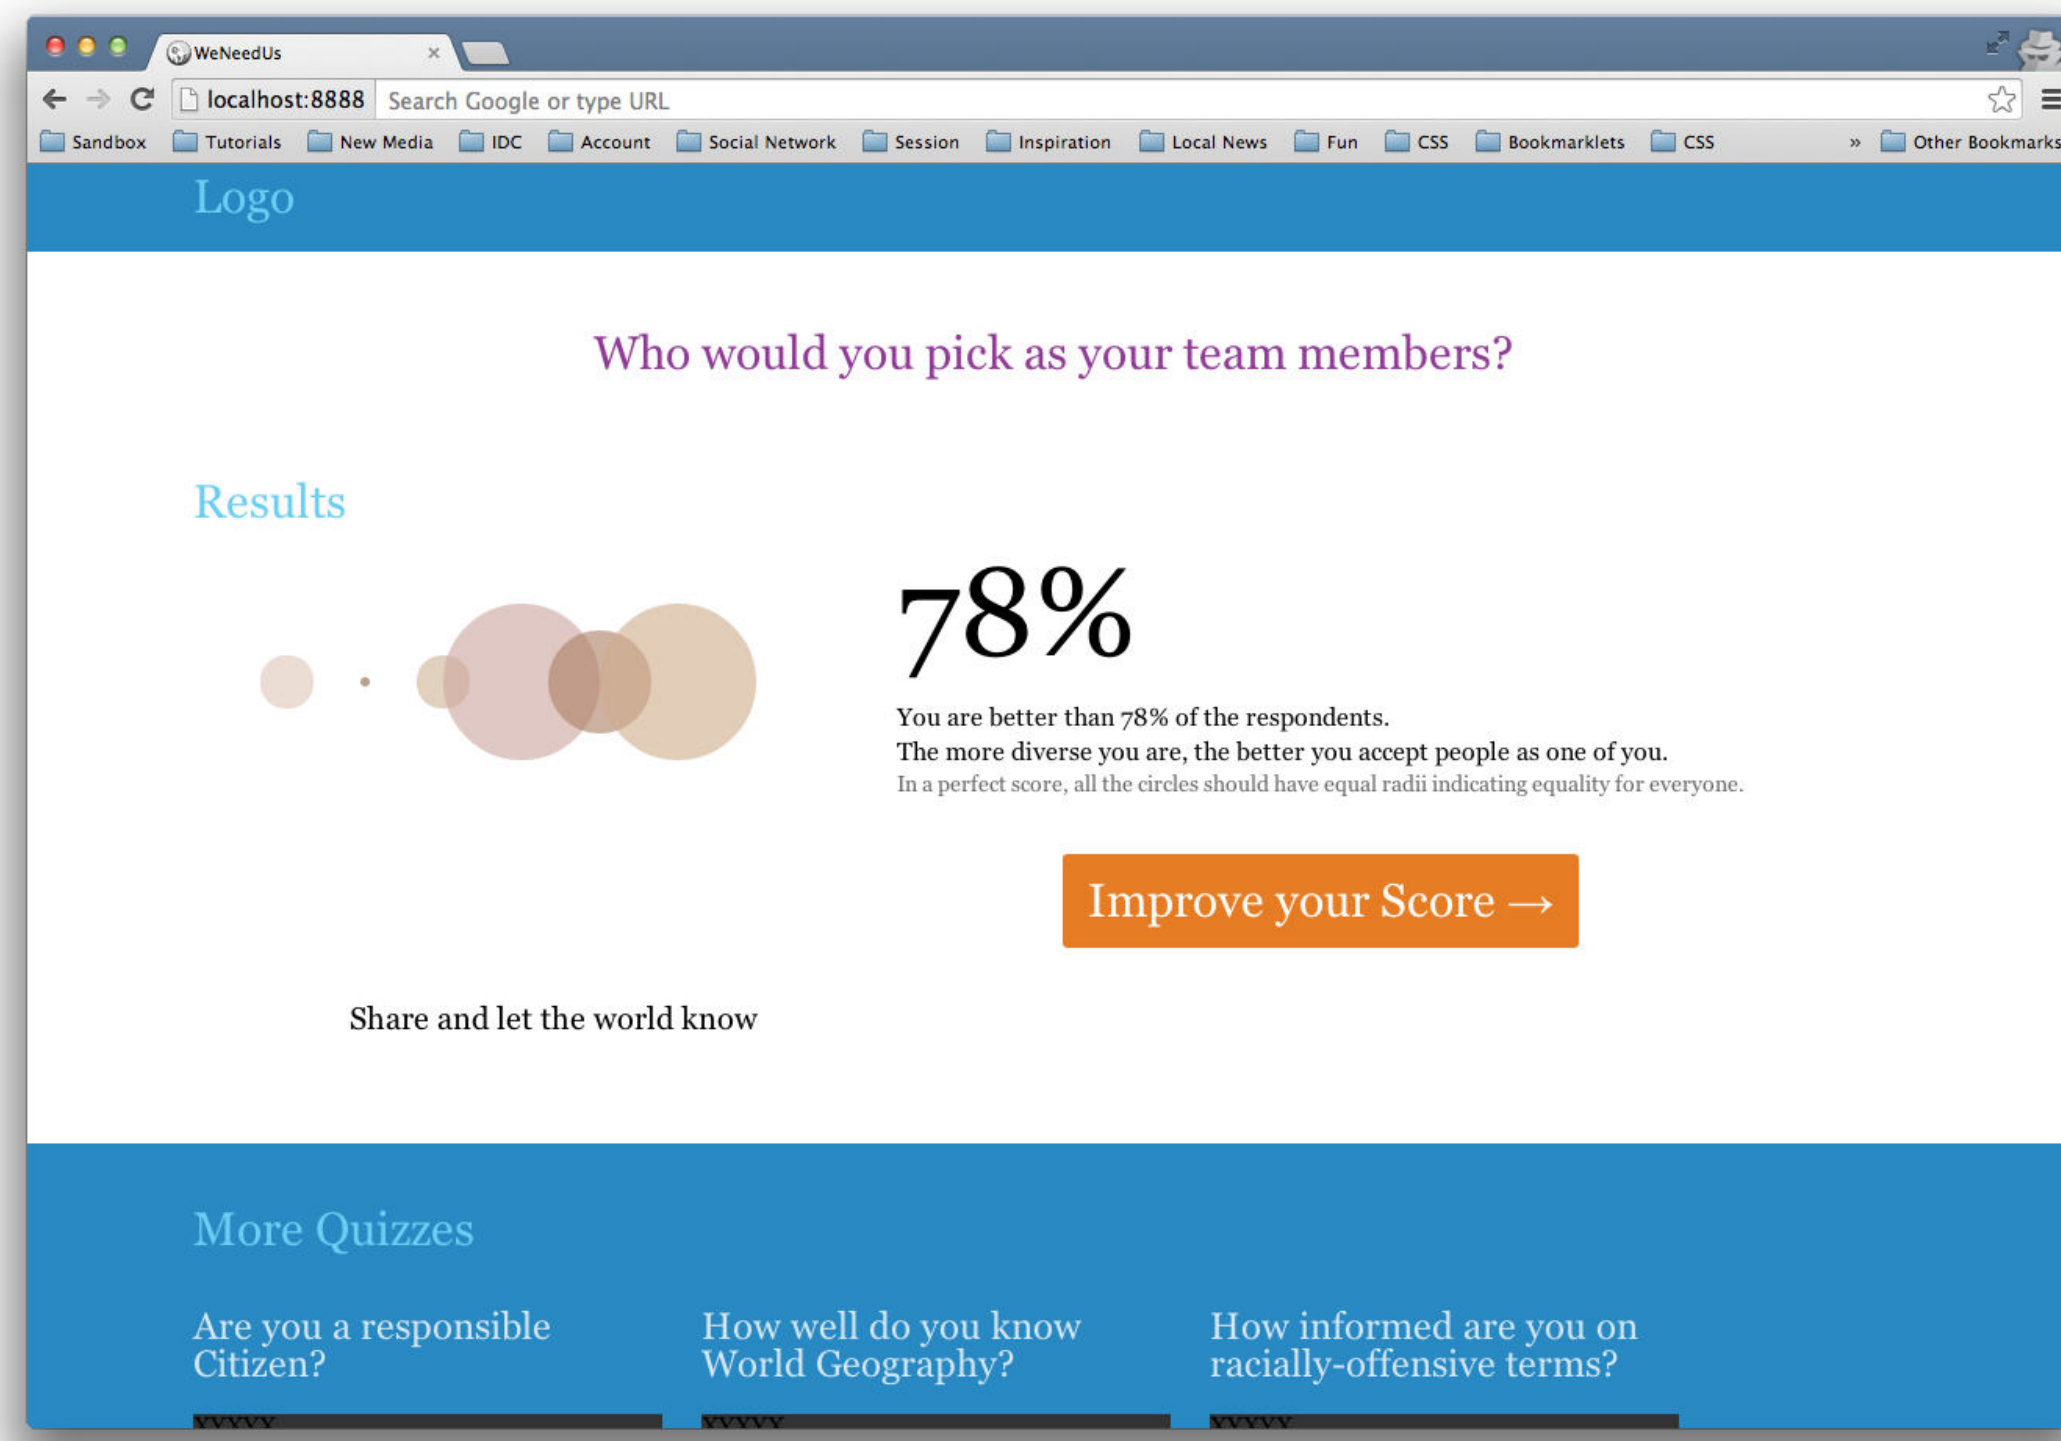 WeNeedUs
localhost:8888 Search Google or type URL
Sandbox Tutorials New Media IDC Account Social Network Session Inspiration Local News Fun CSS Bookmarklets CSS » Other Bookmarks
Logo
Who would you pick as your team members?
Results
78%
You are better than 78% of the respondents.
The more diverse you are, the better you accept people as one of you.
In a perfect score, all the circles should have equal radii indicating equality for everyone.
Improve your Score →
Share and let the world know
More Quizzes
Are you a responsible
Citizen?
How well do you know
World Geography?
How informed are you on
racially-offensive terms?